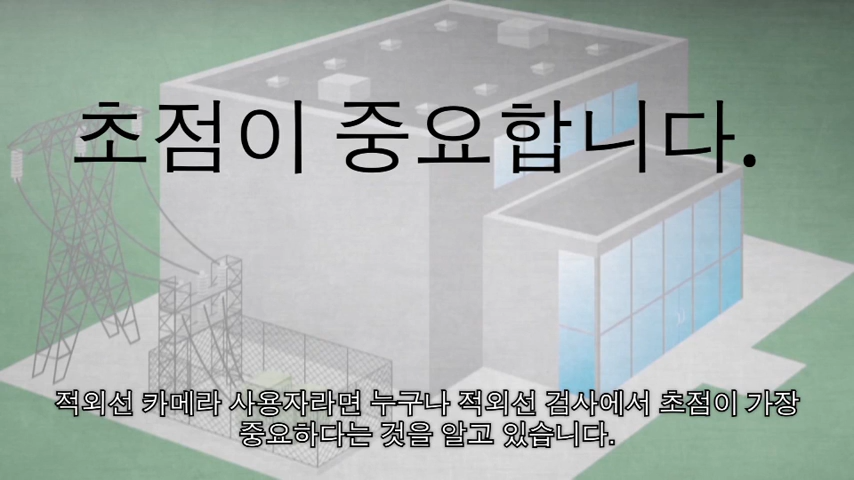 초점이 중요합니다.
적외선 카메라 사용자라면 누구나 적외선 검사에서 초점이 가장
중요하다는 것을 알고 있습니다.